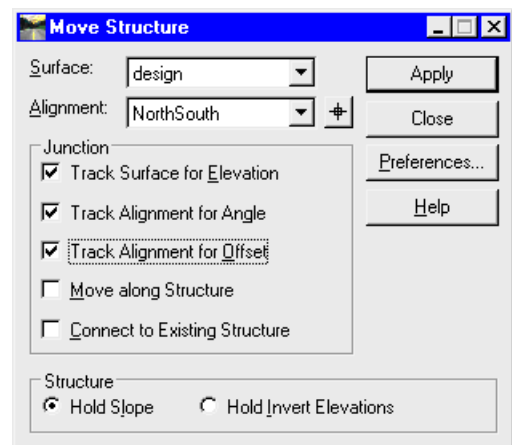 Move Structure
Surface: design Apply
Alignment: NorthSouth Close
Junction Preferences...
Track Surface for Elevation
Track Alignment for Angle Help
Track Alignment for Offset
Move along Structure
Connect to Existing Structure
Structure
Hold Slope Hold Invert Elevations